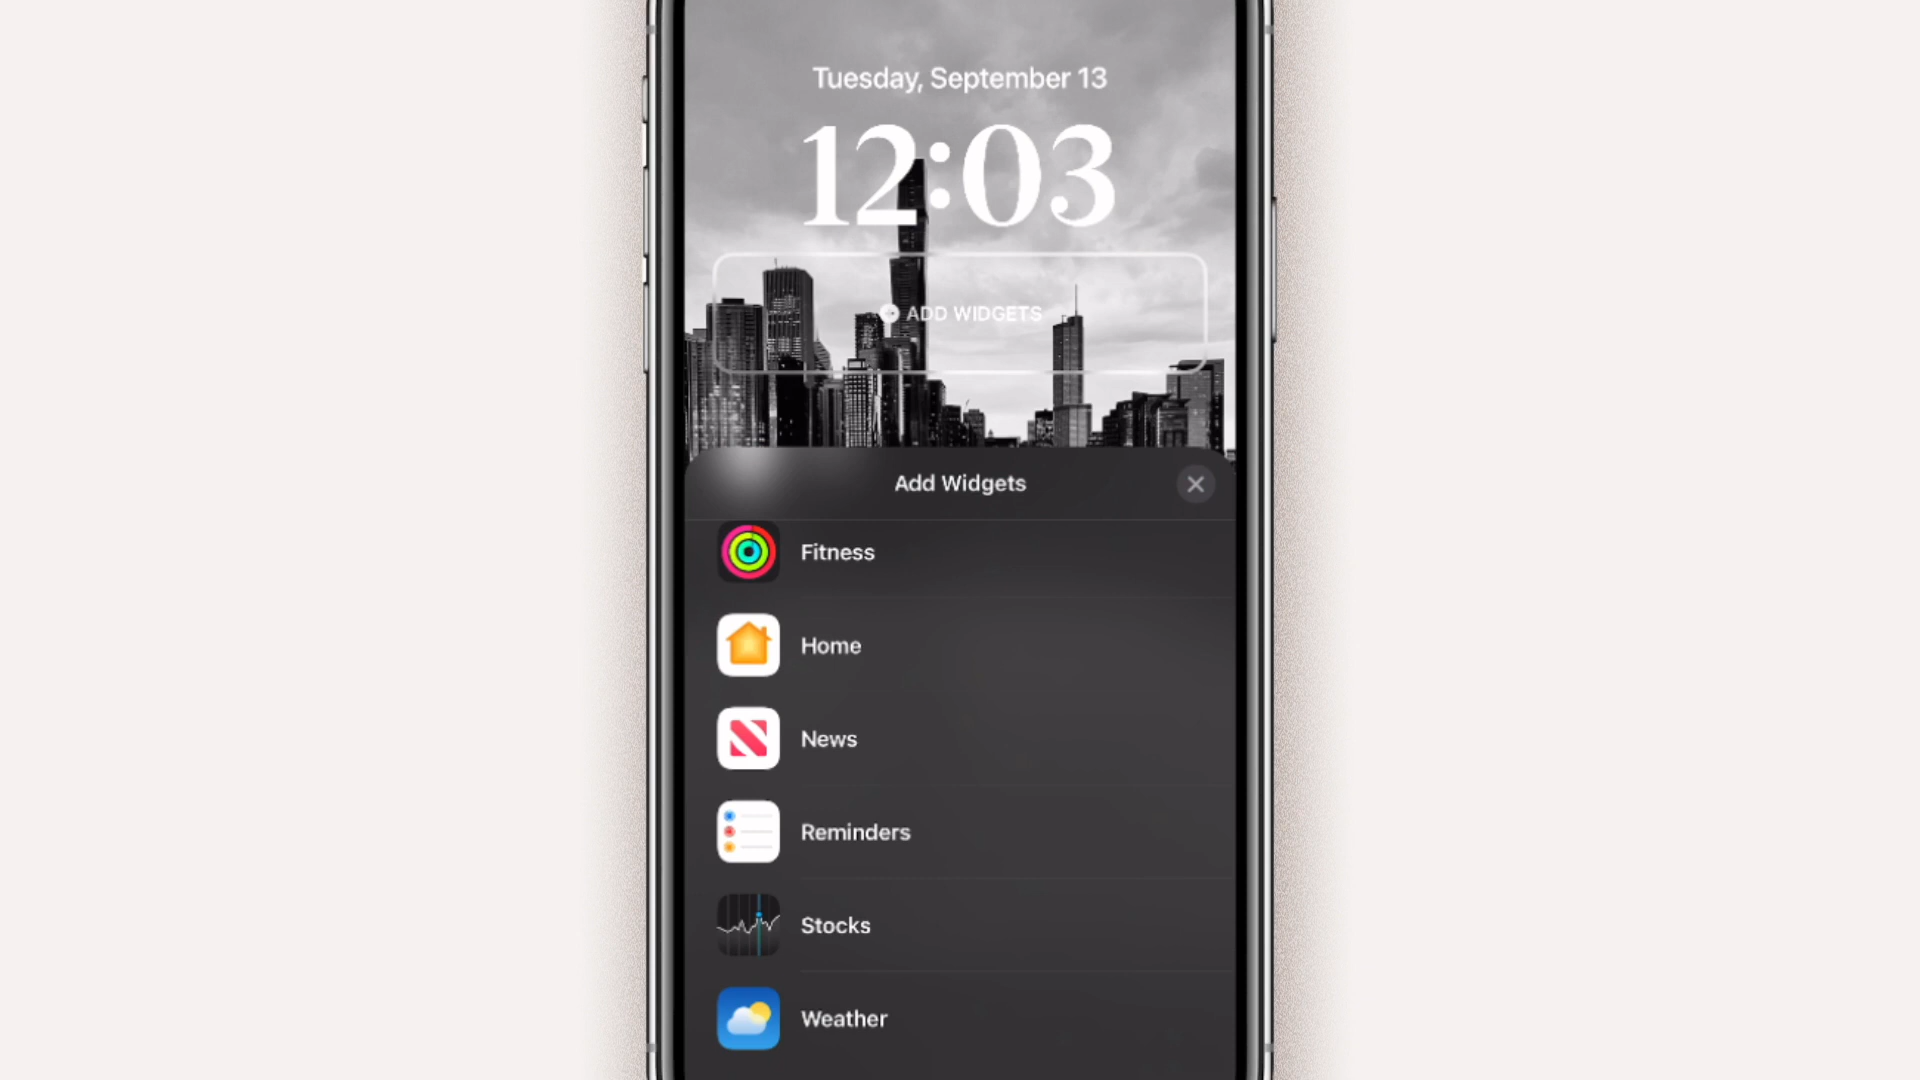 Tuesday, September 13
12:03
ADD WIDGETS
Add Widgets
Fitness
Home
News
Reminders
Stocks
Weather